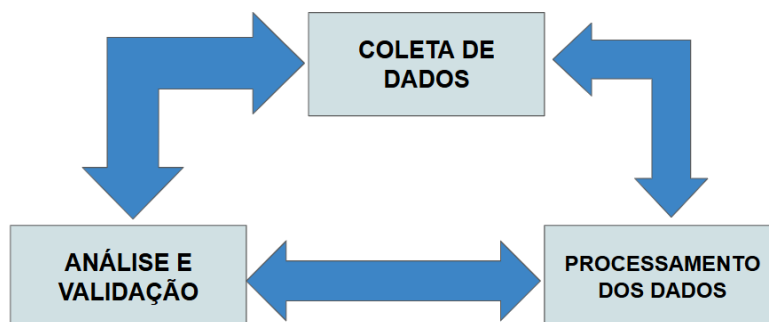 COLETA DE
DADOS
ANÁLISE E
VALIDAÇÃO
PROCESSAMENTO
DOS DADOS